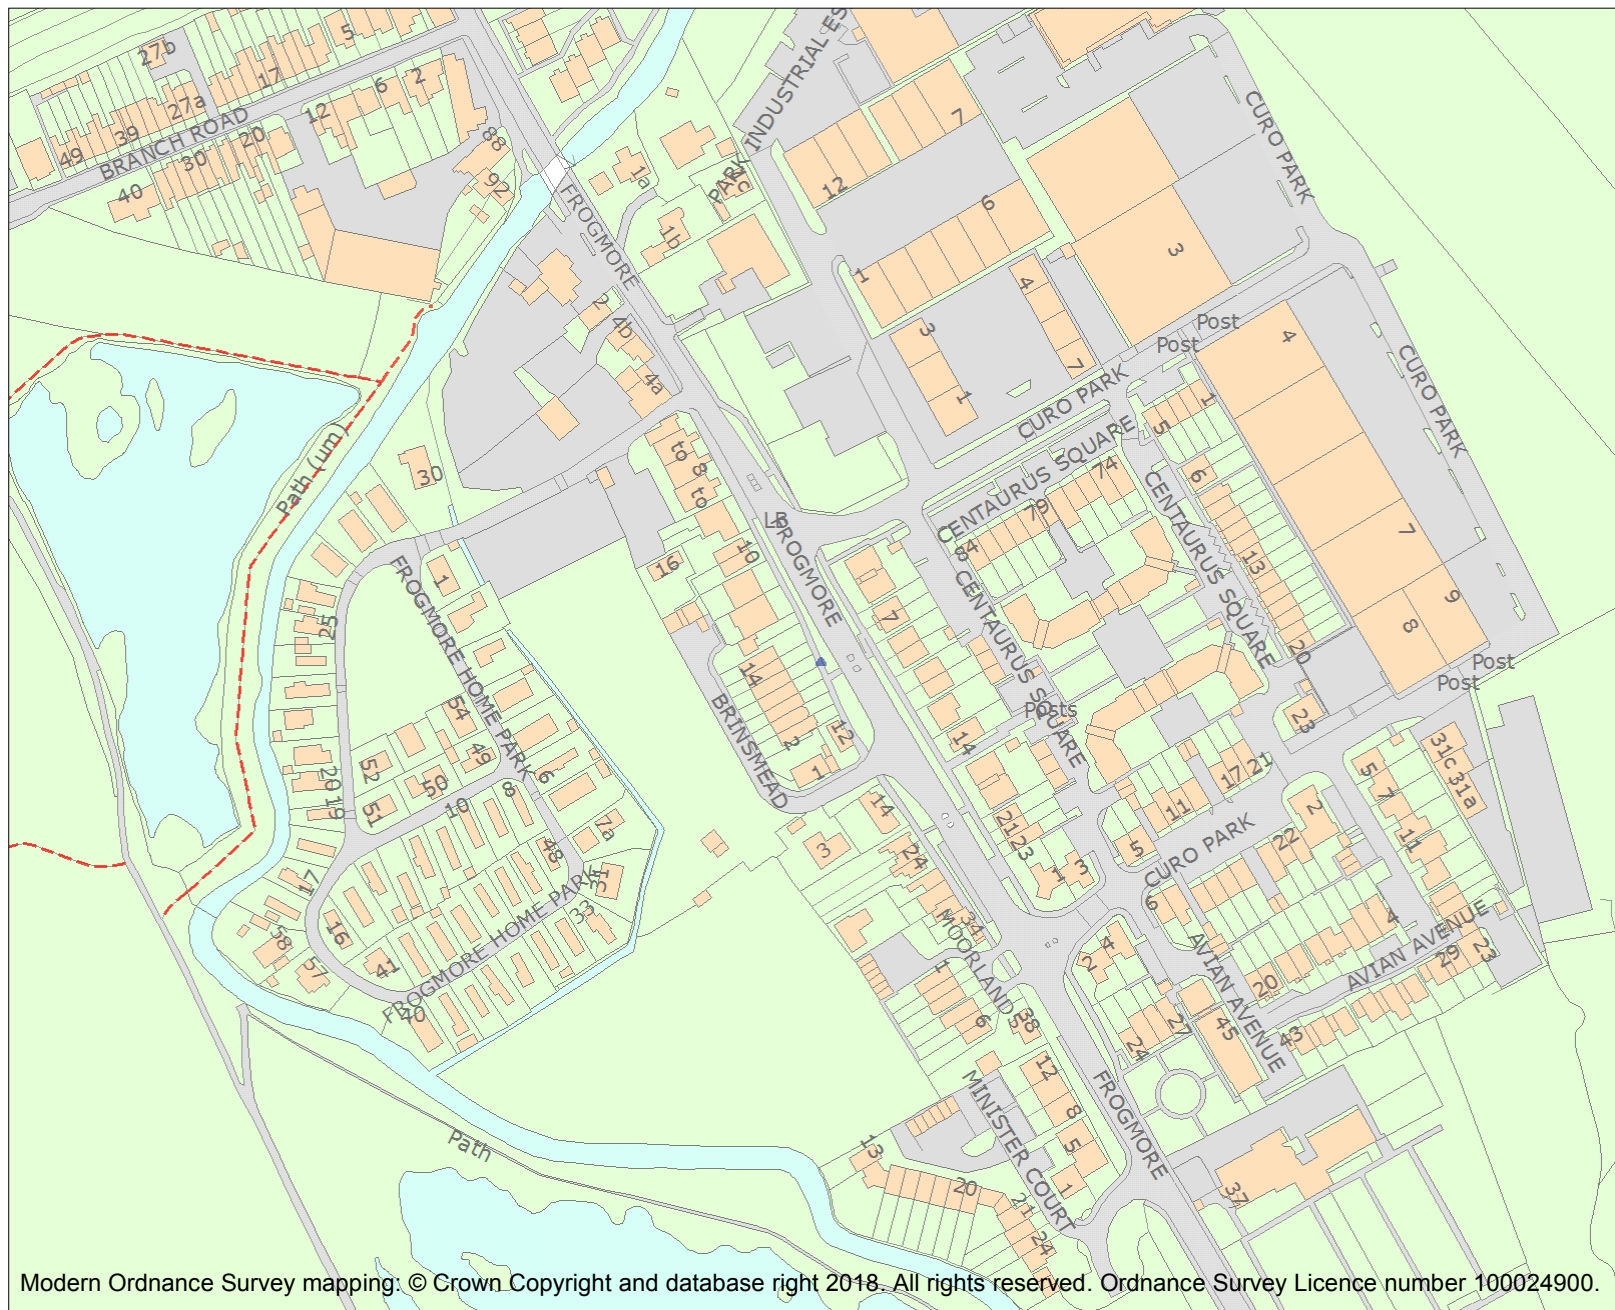 5
27b
17
6
2
27a
12
39
BRANCH ROAD
49
20
30
40
88
92
FROGMORE
1a
1b
PARK INDUSTRIAL ES
12
7
6
1
3
CURO PARK
4
3
1
7
CURO PARK
Post
Post
4
CURO PARK
7
9
8
2
4b
4a
to 8
to
10
16
LB
FROGMORE
30
Path (um)
FROGMORE HOME PARK
1
25
54
49
52
50
51
20
19
10
8
6
7a
48
51
33
17
16
58
57
41
40
FROGMORE HOME PARK
14
2
12
1
BRINSMEAD
CENTAURUS SQUARE
74
79
5
1
6
CENTAURUS SQUARE
13
20
7
CENTAURUS SQUARE
Posts
14
23
Post
Post
17
21
11
5
21
23
1
3
CURO PARK
2
22
6
5
7
11
31c
31a
14
3
24
34
MOORLANDS
1
6
38
4
2
AVIAN AVENUE
4
20
AVIAN AVENUE
29
23
27
24
45
43
12
8
5
1
MINISTER COURT
FROGMORE
13
20
21
24
37
Path
Modern Ordnance Survey mapping: © Crown Copyright and database right 2018. All rights reserved. Ordnance Survey Licence number 100024900.